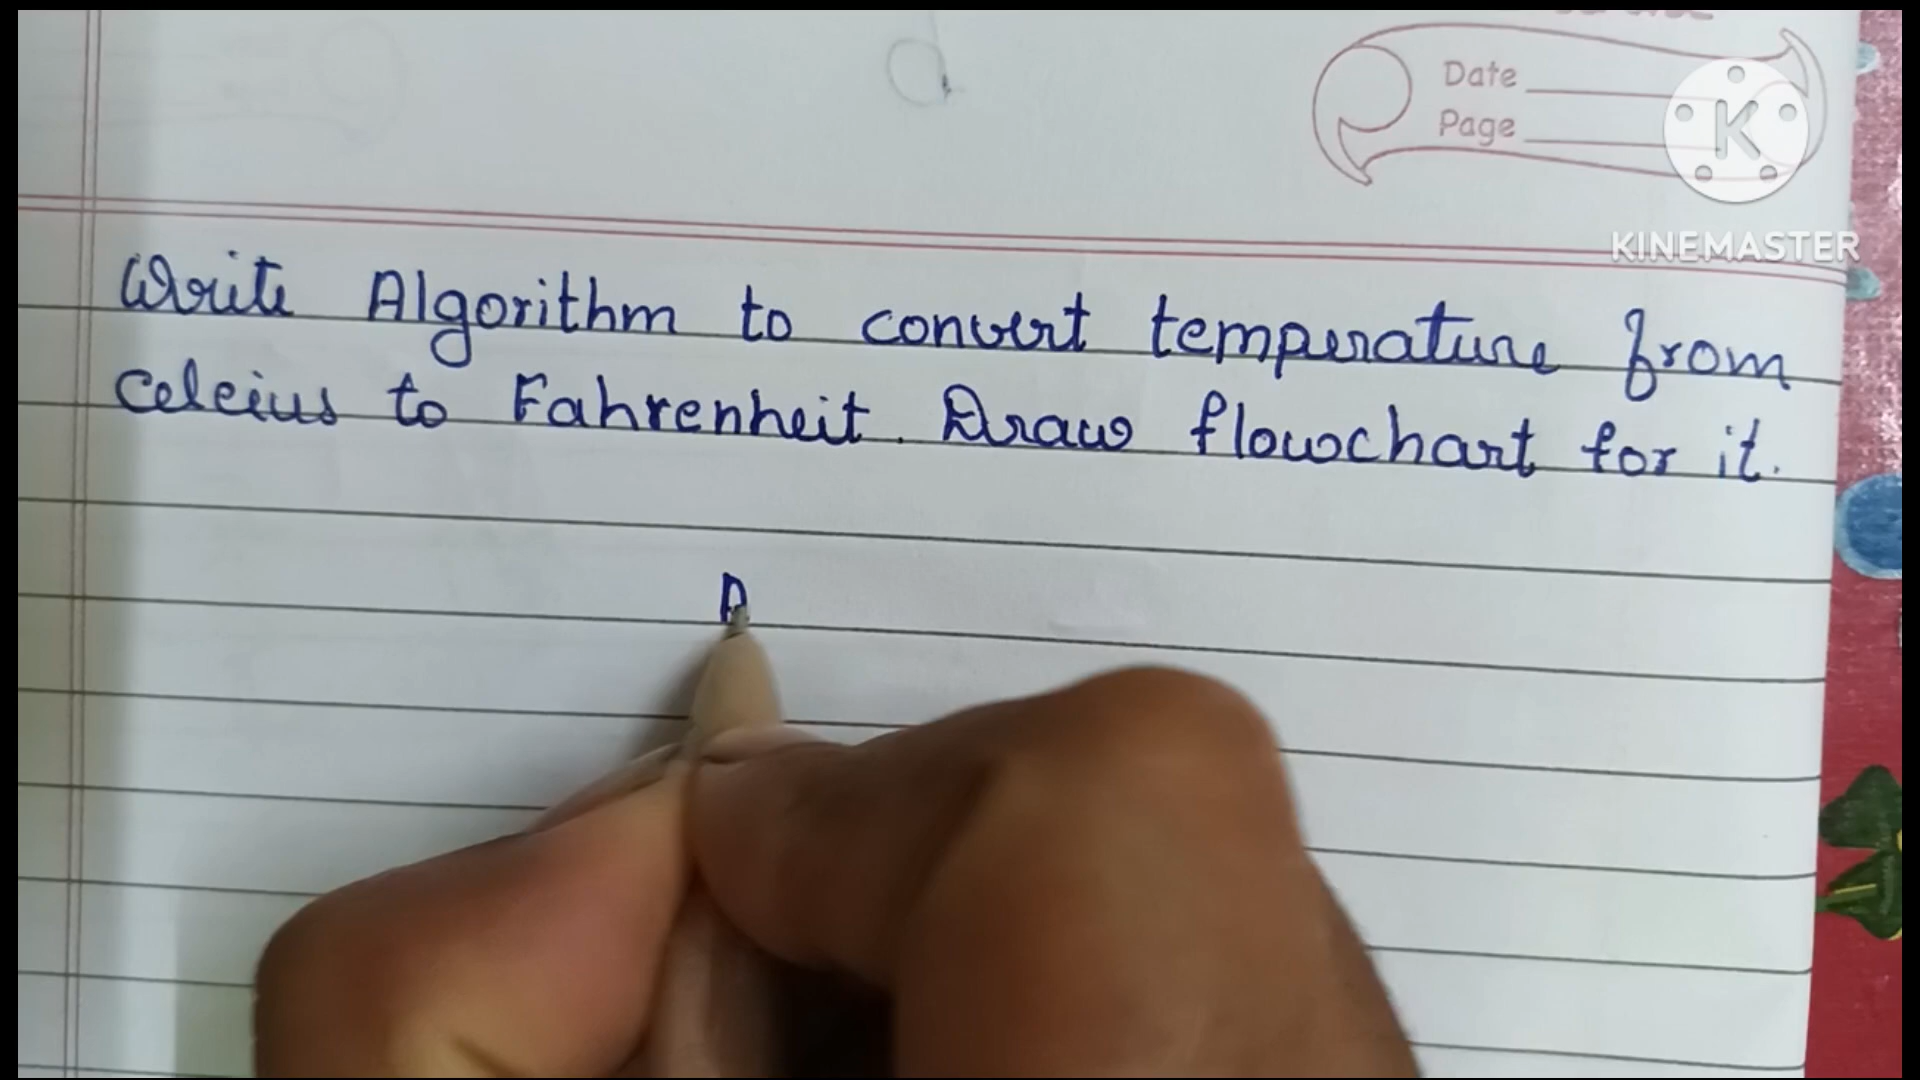 Date
Page
K
KINEMASTER
Write Algorithm to convert temperature from
Celcius to Fahrenheit. Draw flowchart for it.
A